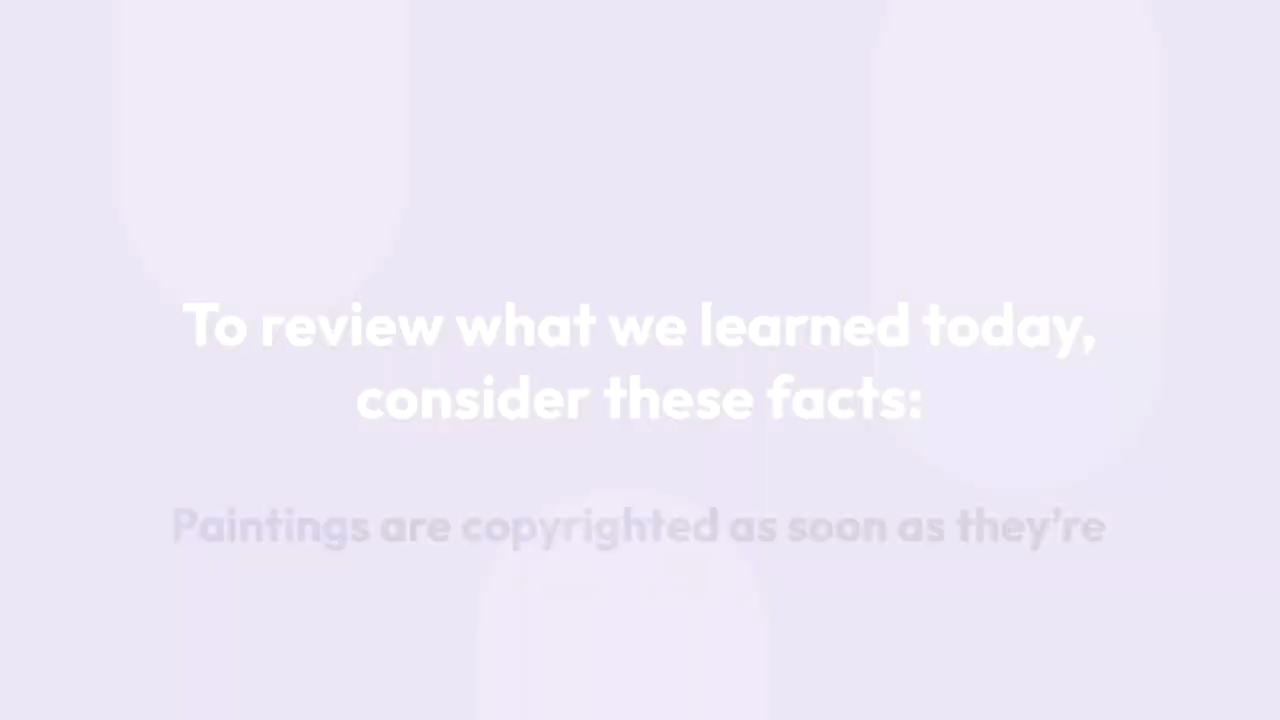 To review what we learned today,
consider these facts:
Paintings are copyrighted as soon as they're